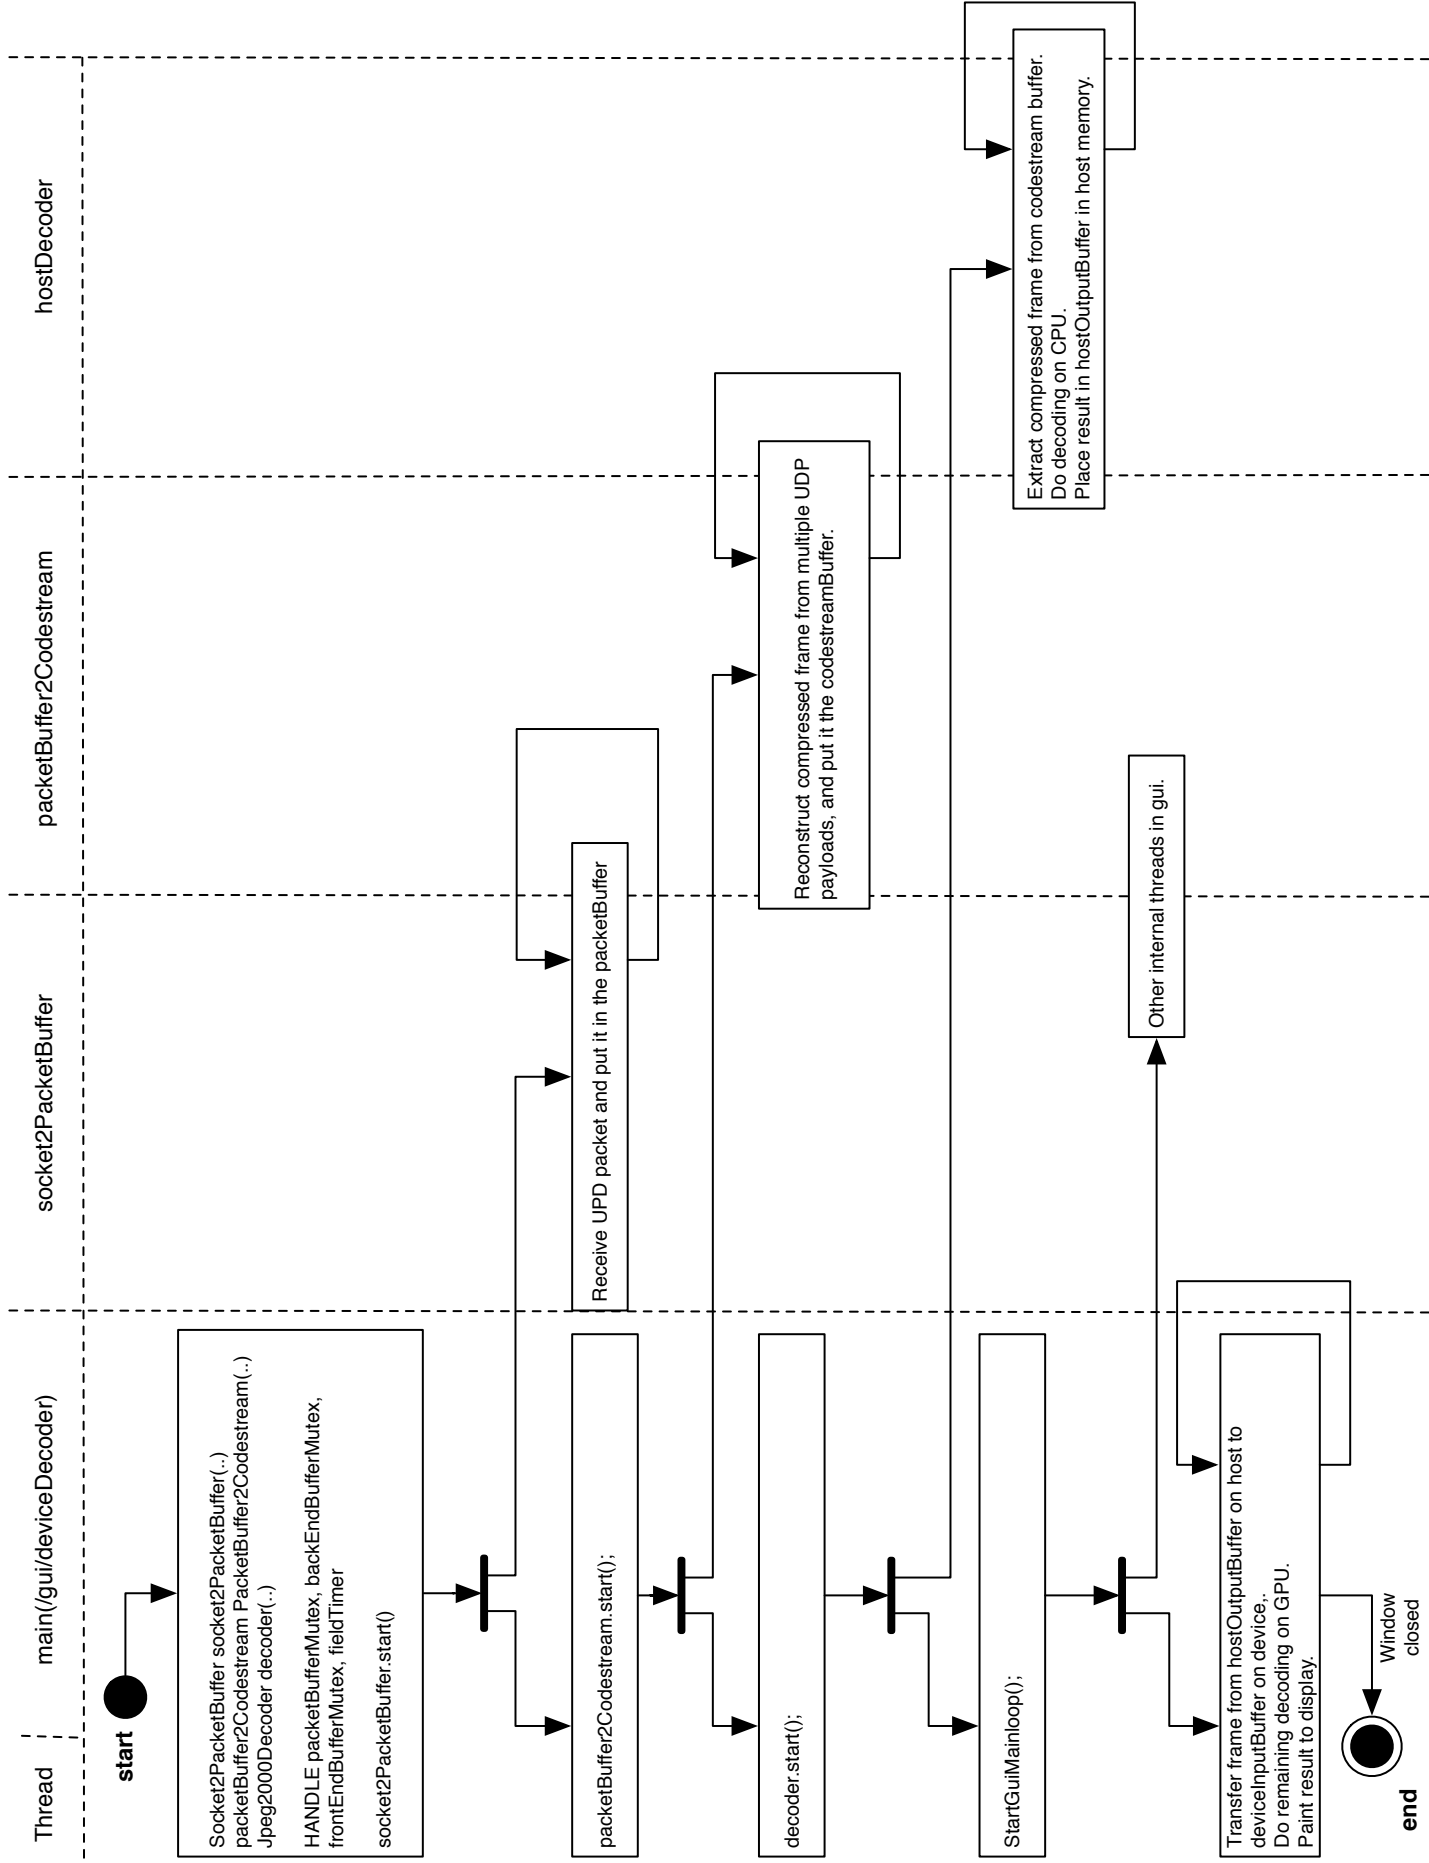 Thread
main(/gui/deviceDecoder)
socket2PacketBuffer
packetBuffer2Codestream
hostDecoder
start
Socket2PacketBuffer socket2PacketBuffer(..)
packetBuffer2Codestream PacketBuffer2Codestream(..)
Jpeg2000Decoder decoder(..)
HANDLE packetBufferMutex, backEndBufferMutex,
frontEndBufferMutex, fieldTimer
socket2PacketBuffer.start()
packetBuffer2Codestream.start();
Receive UPD packet and put it in the packetBuffer
decoder.start();
Reconstruct compressed frame from multiple UDP
payloads, and put it the codestreamBuffer.
StartGuiMainloop();
Extract compressed frame from codestream buffer.
Do decoding on CPU.
Place result in hostOutputBuffer in host memory.
Other internal threads in gui.
Transfer frame from hostOutputBuffer on host to
deviceInputBuffer on device,.
Do remaining decoding on GPU.
Paint result to display.
Window
closed
end